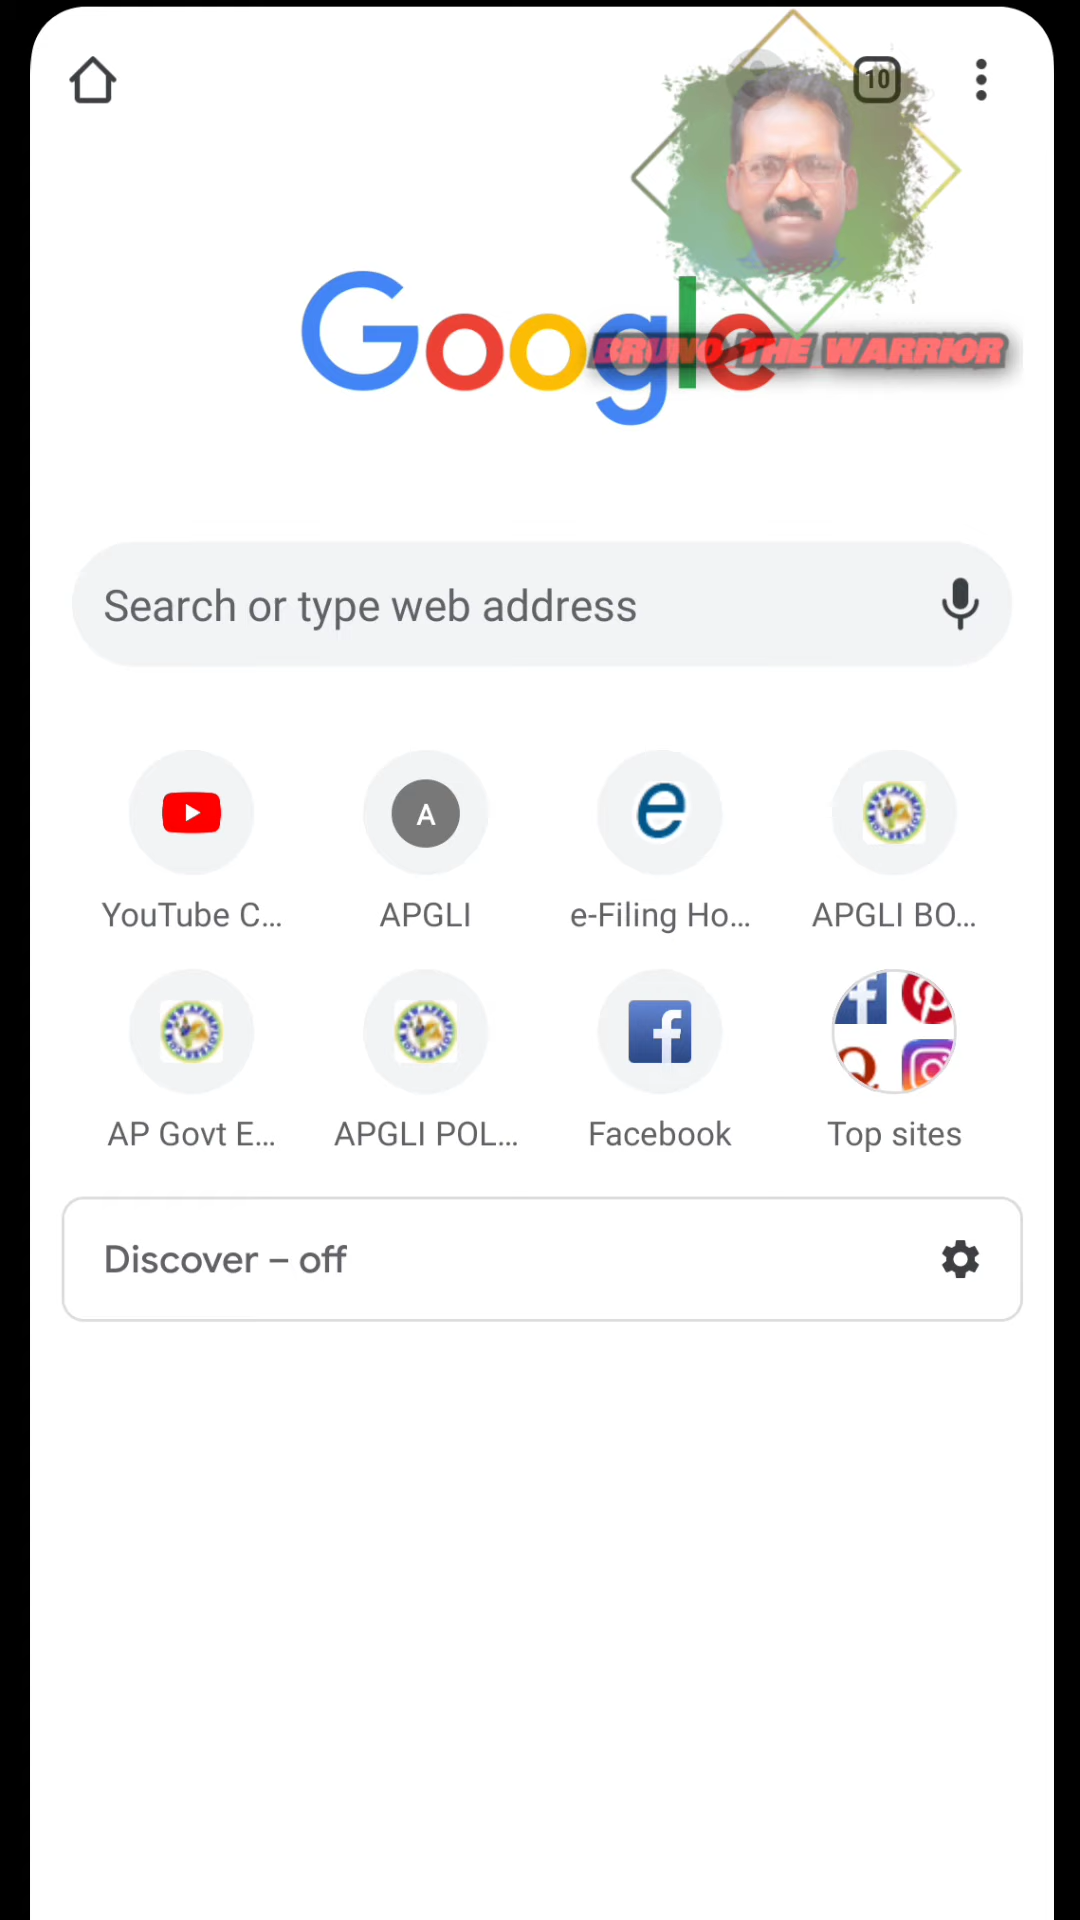 10
Google
BRUNO THE WARRIOR
Search or type web address
A
YouTube C...
APGLI
e-Filing Ho...
APGLI BO...
AP Govt E...
APGLI POL...
Facebook
Top sites
Discover – off